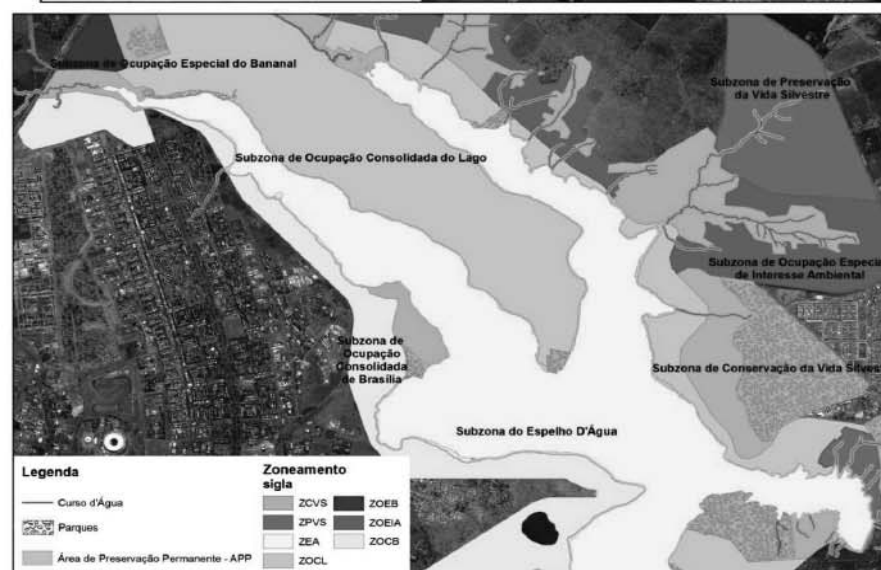 Subzona de Ocupação Especial do Bananal
Subzona de Preservação
da Vida Silvestre
Subzona de Ocupação Consolidada do Lago
Subzona de Ocupação Especia
de Interesse Ambiental
Subzona de
Ocupação
Consolidada
de Brasília
Subzona de Conservação da Vida Silvest
Subzona do Espelho D'Água
Legenda
Curso d'Água
Parques
Área de Preservação Permanente - APP
Zoneamento
sigla
ZCVS
ZOEB
ZPVS
ZOEIA
ZEA
ZOCB
ZOCL